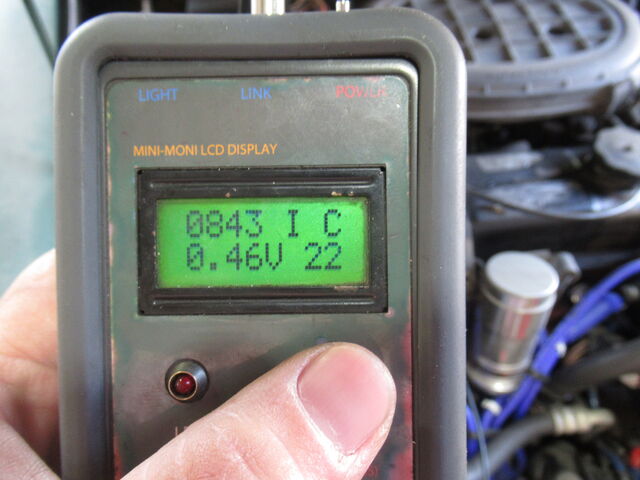 LIGHT LINK POWER
MINI-MONI LCD DISPLAY
0843 I C
0.46V 22